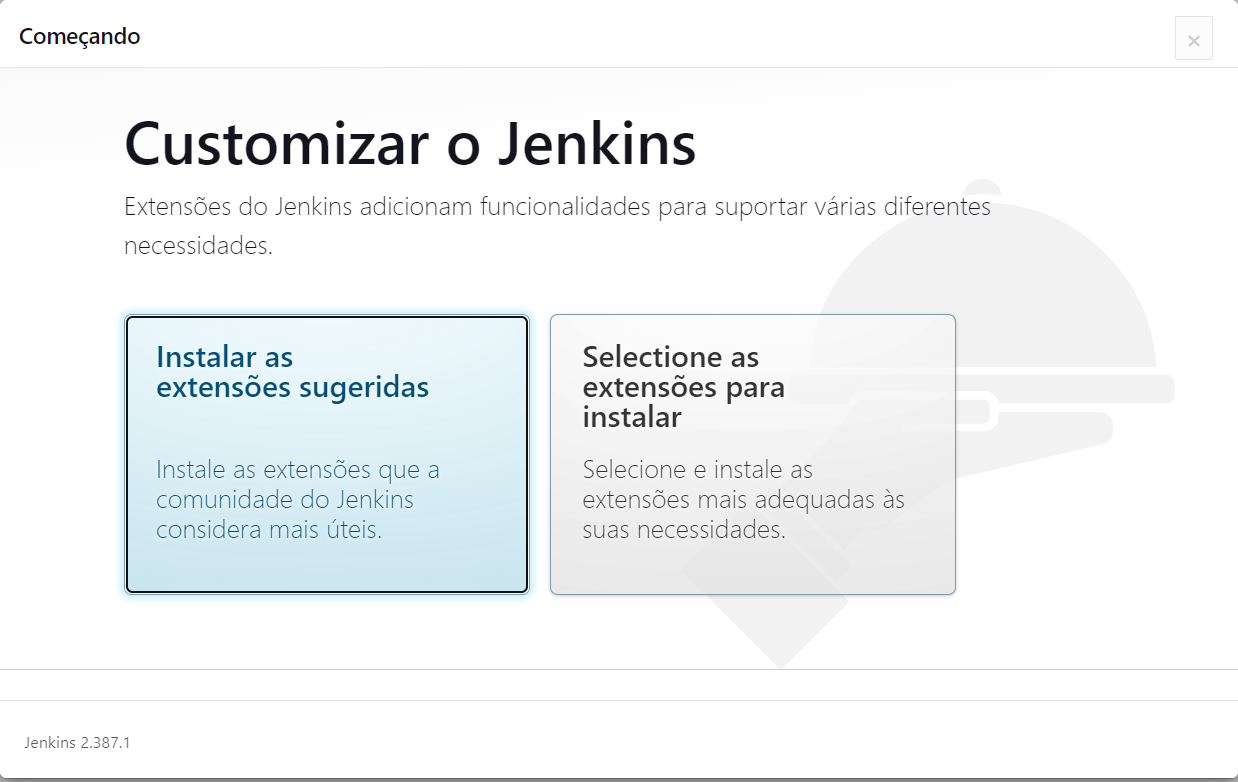 Começando
×
Customizar o Jenkins
Extensões do Jenkins adicionam funcionalidades para suportar várias diferentes
necessidades.
Instalar as
extensões sugeridas
Instale as extensões que a
comunidade do Jenkins
considera mais úteis.
Selectione as
extensões para
instalar
Selecione e instale as
extensões mais adequadas às
suas necessidades.
Jenkins 2.387.1